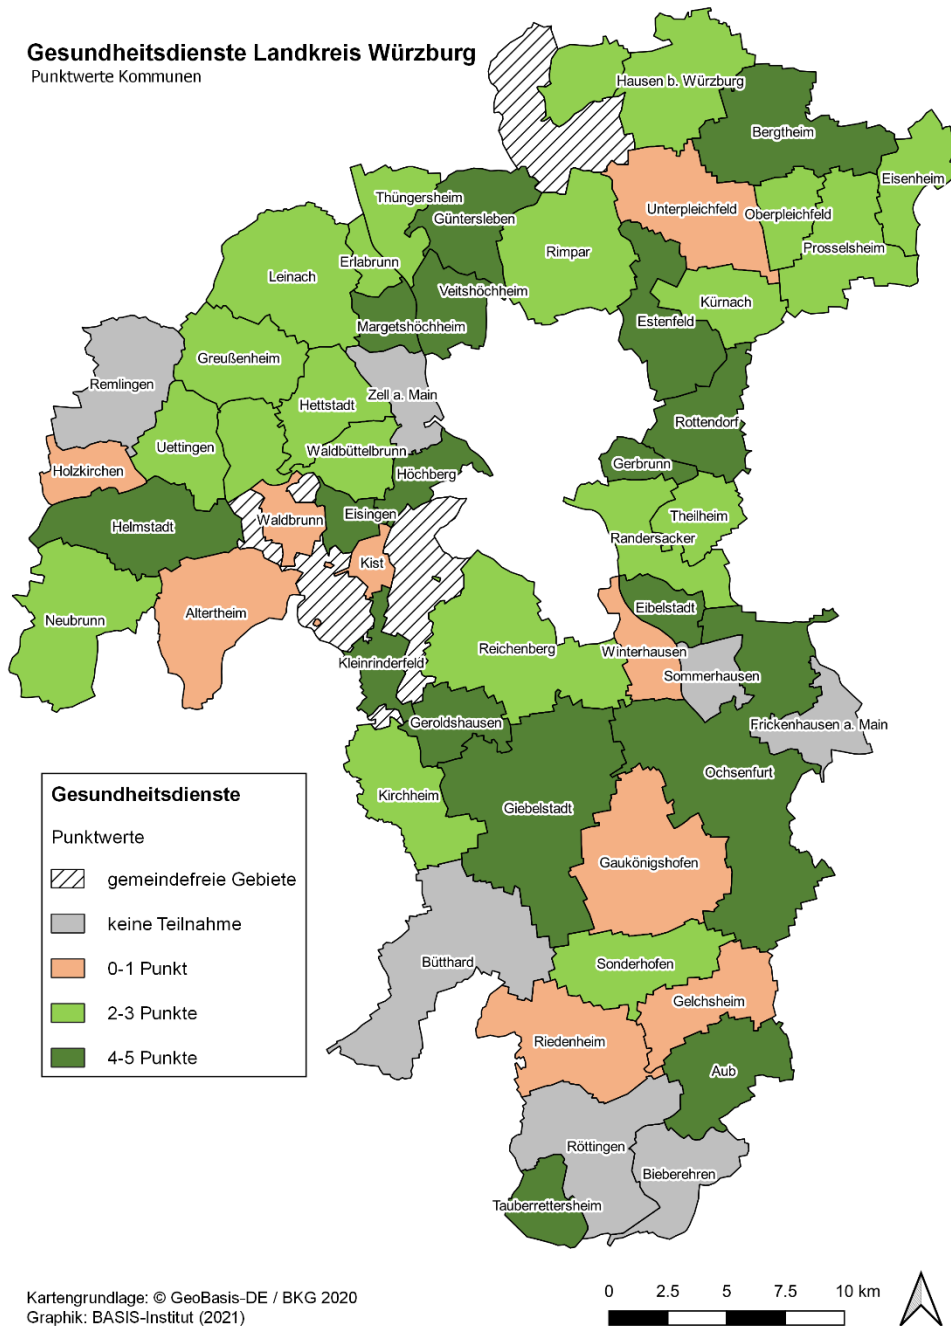 Gesundheitsdienste Landkreis Würzburg
Punktwerte Kommunen
Hausen b. Würzburg
Bergtheim
Eisenheim
Thüngersheim
Güntersleben
Unterpleichfeld
Oberpleichfeld
Prosselsheim
Rimpar
Erlabrunn
Leinach
Veitshöchheim
Kürnach
Margetshöchheim
Estenfeld
Greußenheim
Remlingen
Zell a. Main
Hettstadt
Rottendorf
Uettingen
Waldbüttelbrunn
Gerbrunn
Holzkirchen
Höchberg
Helmstadt
Waldbrunn
Eisingen
Theilheim
Randersacker
Kist
Eibelstadt
Altertheim
Neubrunn
Reichenberg
Winterhausen
Kleinrinderfeld
Sommerhausen
Geroldshausen
Frickenhausen a. Main
Ochsenfurt
Kirchheim
Giebelstadt
Gaukönigshofen
Bütthard
Sonderhofen
Gelchsheim
Riedenheim
Aub
Röttingen
Bieberehren
Tauberrettersheim
Gesundheitsdienste
Punktwerte
gemeindefreie Gebiete
keine Teilnahme
0-1 Punkt
2-3 Punkte
4-5 Punkte
Kartengrundlage: © GeoBasis-DE / BKG 2020
Graphik: BASIS-Institut (2021)
0 2.5 5 7.5 10 km